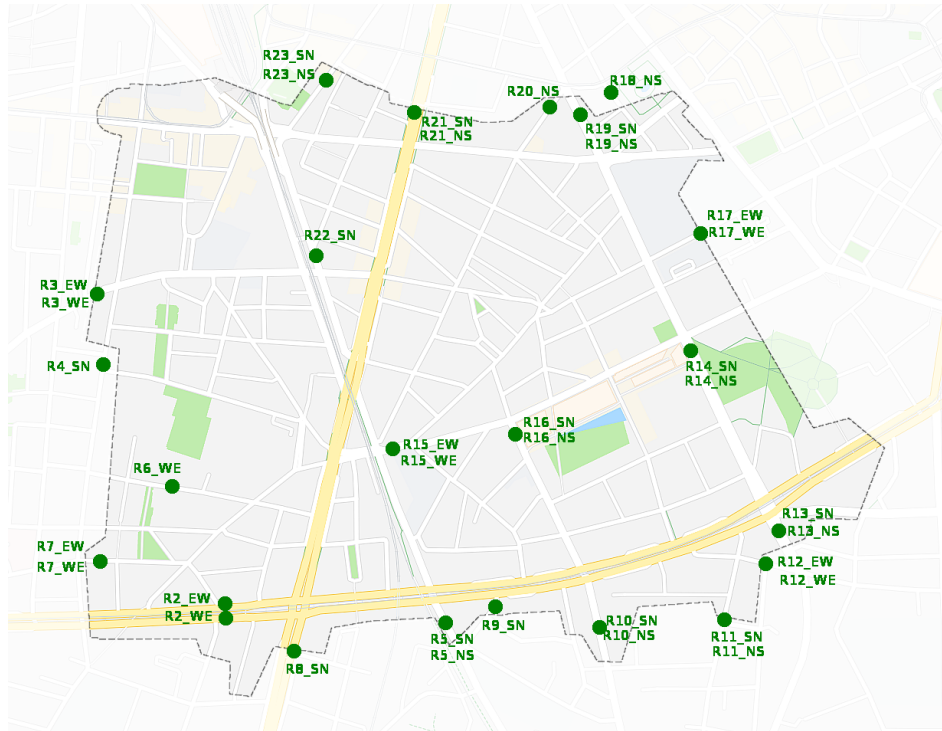 R23_SN
R23_NS
R18_NS
R20_NS
R21_SN
R21_NS
R19_SN
R19_NS
R17_EW
R17_WE
R22_SN
R3_EW
R3_WE
R4_SN
R14_SN
R14_NS
R16_SN
R16_NS
R15_EW
R15_WE
R6_WE
R13_SN
R13_NS
R7_EW
R7_WE
R12_EW
R12_WE
R2_EW
R2_WE
R9_SN
R5_SN
R5_NS
R10_SN
R10_NS
R11_SN
R11_NS
R8_SN